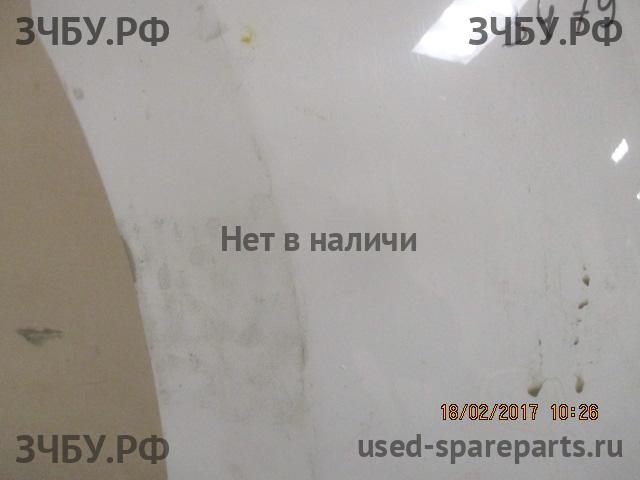 ЗЧБУ.РФ
ЗЧБУ.РФ
Нет в наличи
18/02/2017 10:26
ЗЧБУ.РФ
used-spareparts.ru